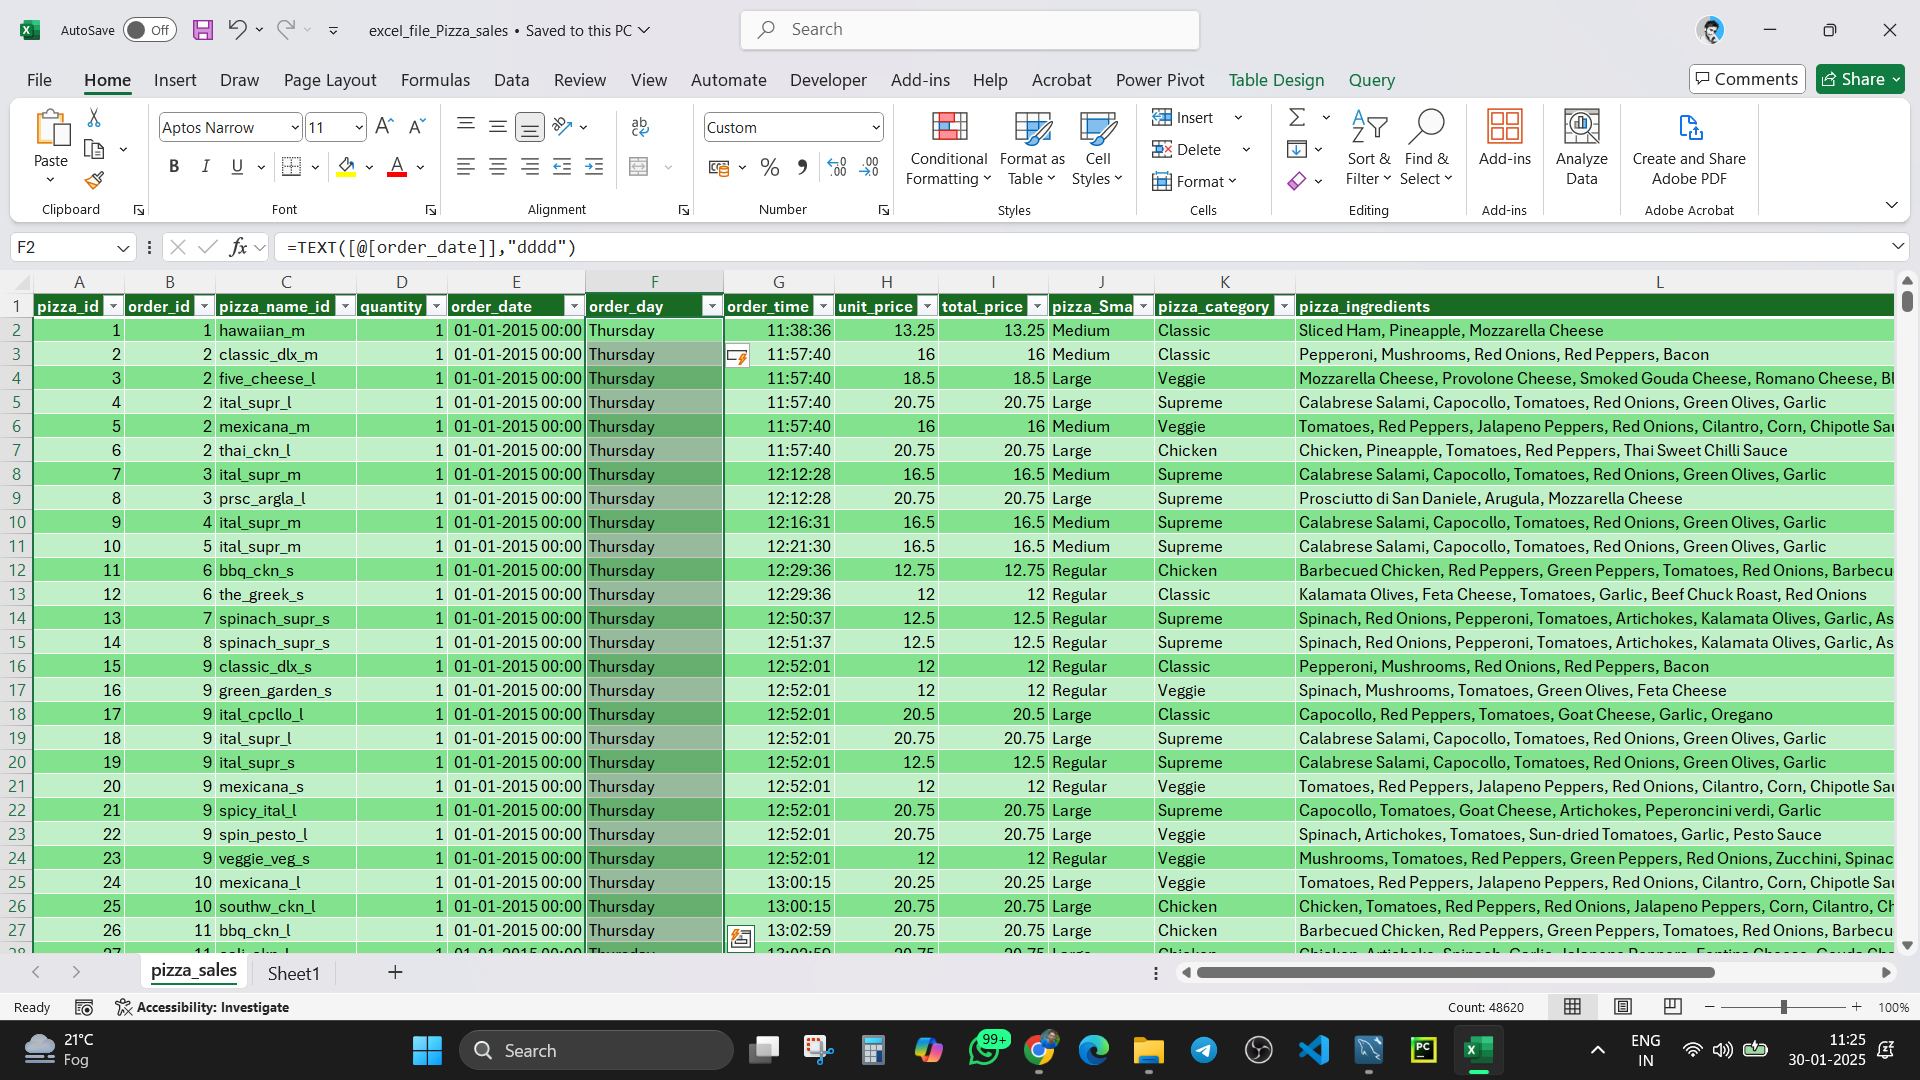 AutoSave Off excel_file_Pizza_sales • Saved to this PC Search
File Home Insert Draw Page Layout Formulas Data Review View Automate Developer Add-ins Help Acrobat Power Pivot Table Design Query Comments Share
Paste Aptos Narrow 11 Custom Conditional Formatting Format as Table Cell Styles Insert Delete Format Sort & Filter Find & Select Add-ins Analyze Data Create and Share Adobe PDF
Clipboard Font Alignment Number Styles Cells Editing Add-ins Adobe Acrobat
F2 fx =TEXT([@[order_date]],"dddd")
A B C D E F G H I J K L
1 pizza_id order_id pizza_name_id quantity order_date order_day order_time unit_price total_price pizza_Sma pizza_category pizza_ingredients
2 1 1 hawaiian_m 1 01-01-2015 00:00 Thursday 11:38:36 13.25 13.25 Medium Classic Sliced Ham, Pineapple, Mozzarella Cheese
3 2 2 classic_dlx_m 1 01-01-2015 00:00 Thursday 11:57:40 16 16 Medium Classic Pepperoni, Mushrooms, Red Onions, Red Peppers, Bacon
4 3 2 five_cheese_l 1 01-01-2015 00:00 Thursday 11:57:40 18.5 18.5 Large Veggie Mozzarella Cheese, Provolone Cheese, Smoked Gouda Cheese, Romano Cheese, Bl
5 4 2 ital_supr_l 1 01-01-2015 00:00 Thursday 11:57:40 20.75 20.75 Large Supreme Calabrese Salami, Capocollo, Tomatoes, Red Onions, Green Olives, Garlic
6 5 2 mexicana_m 1 01-01-2015 00:00 Thursday 11:57:40 16 16 Medium Veggie Tomatoes, Red Peppers, Jalapeno Peppers, Red Onions, Cilantro, Corn, Chipotle Sau
7 6 2 thai_ckn_l 1 01-01-2015 00:00 Thursday 11:57:40 20.75 20.75 Large Chicken Chicken, Pineapple, Tomatoes, Red Peppers, Thai Sweet Chilli Sauce
8 7 3 ital_supr_m 1 01-01-2015 00:00 Thursday 12:12:28 16.5 16.5 Medium Supreme Calabrese Salami, Capocollo, Tomatoes, Red Onions, Green Olives, Garlic
9 8 3 prsc_argla_l 1 01-01-2015 00:00 Thursday 12:12:28 20.75 20.75 Large Supreme Prosciutto di San Daniele, Arugula, Mozzarella Cheese
10 9 4 ital_supr_m 1 01-01-2015 00:00 Thursday 12:16:31 16.5 16.5 Medium Supreme Calabrese Salami, Capocollo, Tomatoes, Red Onions, Green Olives, Garlic
11 10 5 ital_supr_m 1 01-01-2015 00:00 Thursday 12:21:30 16.5 16.5 Medium Supreme Calabrese Salami, Capocollo, Tomatoes, Red Onions, Green Olives, Garlic
12 11 6 bbq_ckn_s 1 01-01-2015 00:00 Thursday 12:29:36 12.75 12.75 Regular Chicken Barbecued Chicken, Red Peppers, Green Peppers, Tomatoes, Red Onions, Barbecu
13 12 6 the_greek_s 1 01-01-2015 00:00 Thursday 12:29:36 12 12 Regular Classic Kalamata Olives, Feta Cheese, Tomatoes, Garlic, Beef Chuck Roast, Red Onions
14 13 7 spinach_supr_s 1 01-01-2015 00:00 Thursday 12:50:37 12.5 12.5 Regular Supreme Spinach, Red Onions, Pepperoni, Tomatoes, Artichokes, Kalamata Olives, Garlic, As
15 14 8 spinach_supr_s 1 01-01-2015 00:00 Thursday 12:51:37 12.5 12.5 Regular Supreme Spinach, Red Onions, Pepperoni, Tomatoes, Artichokes, Kalamata Olives, Garlic, As
16 15 9 classic_dlx_s 1 01-01-2015 00:00 Thursday 12:52:01 12 12 Regular Classic Pepperoni, Mushrooms, Red Onions, Red Peppers, Bacon
17 16 9 green_garden_s 1 01-01-2015 00:00 Thursday 12:52:01 12 12 Regular Veggie Spinach, Mushrooms, Tomatoes, Green Olives, Feta Cheese
18 17 9 ital_cpcllo_l 1 01-01-2015 00:00 Thursday 12:52:01 20.5 20.5 Large Classic Capocollo, Red Peppers, Tomatoes, Goat Cheese, Garlic, Oregano
19 18 9 ital_supr_l 1 01-01-2015 00:00 Thursday 12:52:01 20.75 20.75 Large Supreme Calabrese Salami, Capocollo, Tomatoes, Red Onions, Green Olives, Garlic
20 19 9 ital_supr_s 1 01-01-2015 00:00 Thursday 12:52:01 12.5 12.5 Regular Supreme Calabrese Salami, Capocollo, Tomatoes, Red Onions, Green Olives, Garlic
21 20 9 mexicana_s 1 01-01-2015 00:00 Thursday 12:52:01 12 12 Regular Veggie Tomatoes, Red Peppers, Jalapeno Peppers, Red Onions, Cilantro, Corn, Chipotle Sau
22 21 9 spicy_ital_l 1 01-01-2015 00:00 Thursday 12:52:01 20.75 20.75 Large Supreme Capocollo, Tomatoes, Goat Cheese, Artichokes, Peperoncini verdi, Garlic
23 22 9 spin_pesto_l 1 01-01-2015 00:00 Thursday 12:52:01 20.75 20.75 Large Veggie Spinach, Artichokes, Tomatoes, Sun-dried Tomatoes, Garlic, Pesto Sauce
24 23 9 veggie_veg_s 1 01-01-2015 00:00 Thursday 12:52:01 12 12 Regular Veggie Mushrooms, Tomatoes, Red Peppers, Green Peppers, Red Onions, Zucchini, Spinac
25 24 10 mexicana_l 1 01-01-2015 00:00 Thursday 13:00:15 20.25 20.25 Large Veggie Tomatoes, Red Peppers, Jalapeno Peppers, Red Onions, Cilantro, Corn, Chipotle Sau
26 25 10 southw_ckn_l 1 01-01-2015 00:00 Thursday 13:00:15 20.75 20.75 Large Chicken Chicken, Tomatoes, Red Peppers, Red Onions, Jalapeno Peppers, Corn, Cilantro, Ch
27 26 11 bbq_ckn_l 1 01-01-2015 00:00 Thursday 13:02:59 20.75 20.75 Large Chicken Barbecued Chicken, Red Peppers, Green Peppers, Tomatoes, Red Onions, Barbecu
pizza_sales Sheet1
Ready Accessibility: Investigate Count: 48620 100%
21°C Fog Search 99+ ENG IN 11:25 30-01-2025